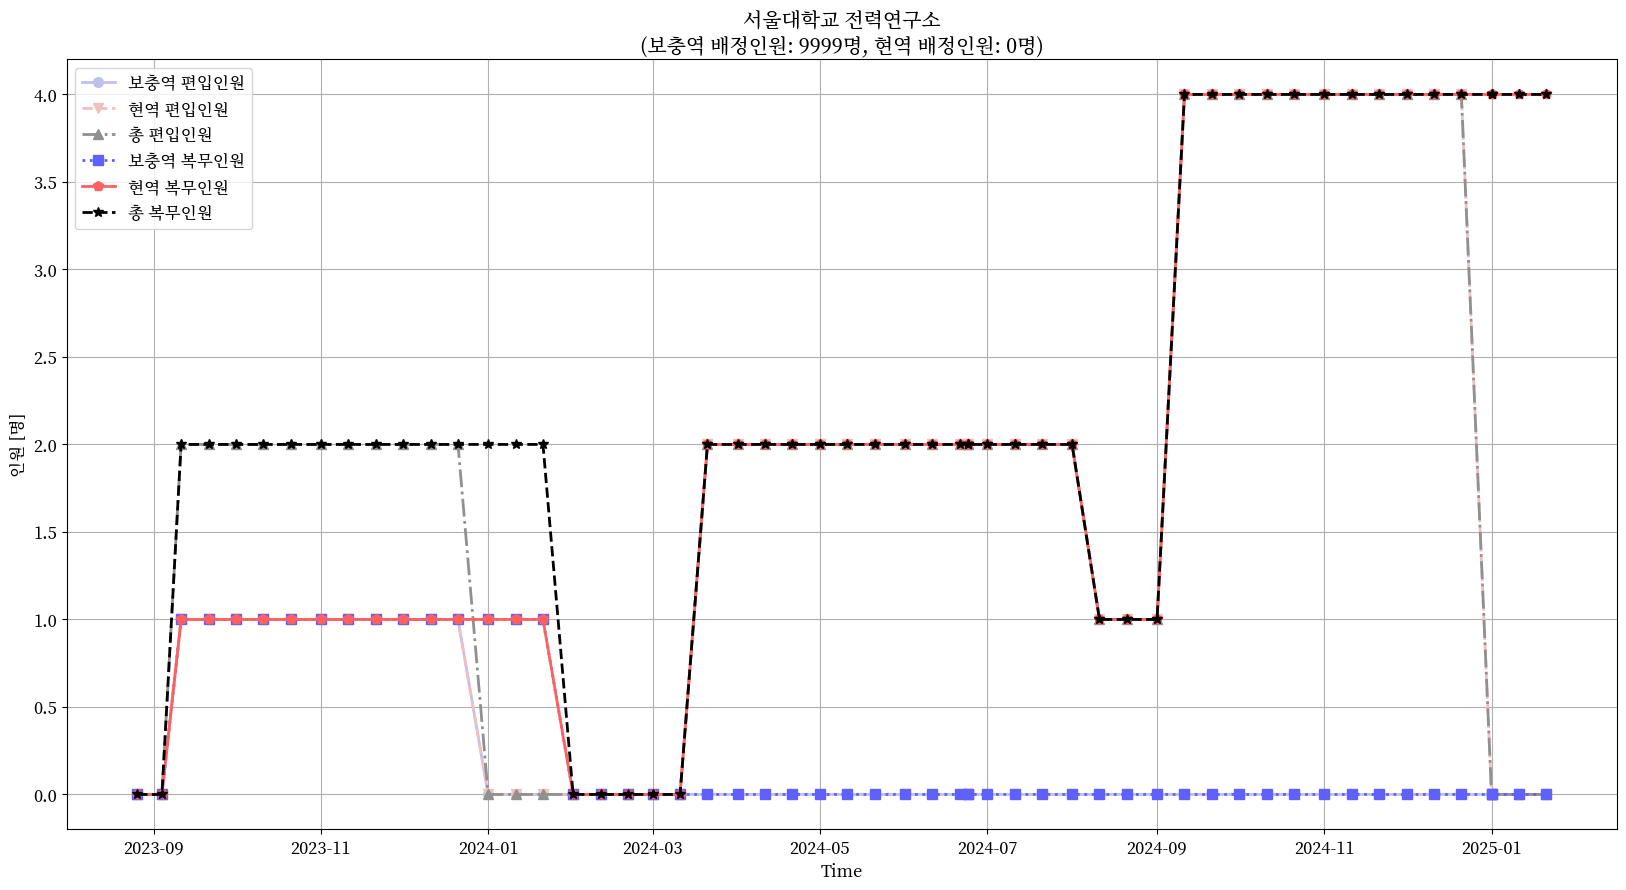 서울대학교 전력연구소
(보충역 배정인원: 9999명, 현역 배정인원: 0명)
보충역 편입인원
현역 편입인원
총 편입인원
보충역 복무인원
현역 복무인원
총 복무인원
4.0
3.5
3.0
2.5
2.0
1.5
1.0
0.5
0.0
인원 [명]
2023-09
2023-11
2024-01
2024-03
2024-05
2024-07
2024-09
2024-11
2025-01
Time